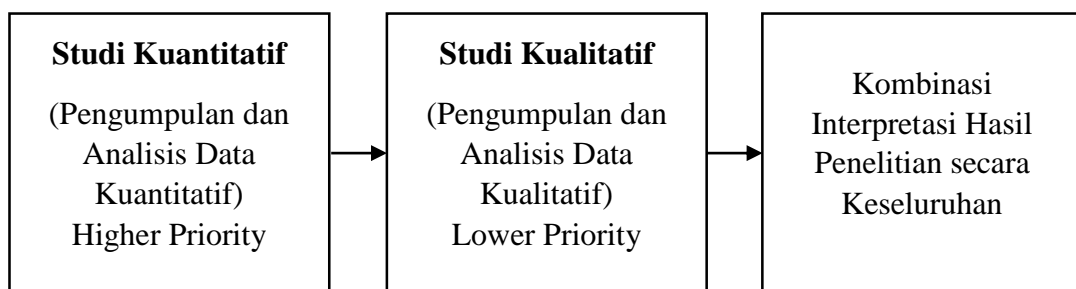 Studi Kuantitatif
(Pengumpulan dan
Analisis Data
Kuantitatif)
Higher Priority
Studi Kualitatif
(Pengumpulan dan
Analisis Data
Kualitatif)
Lower Priority
Kombinasi
Interpretasi Hasil
Penelitian secara
Keseluruhan